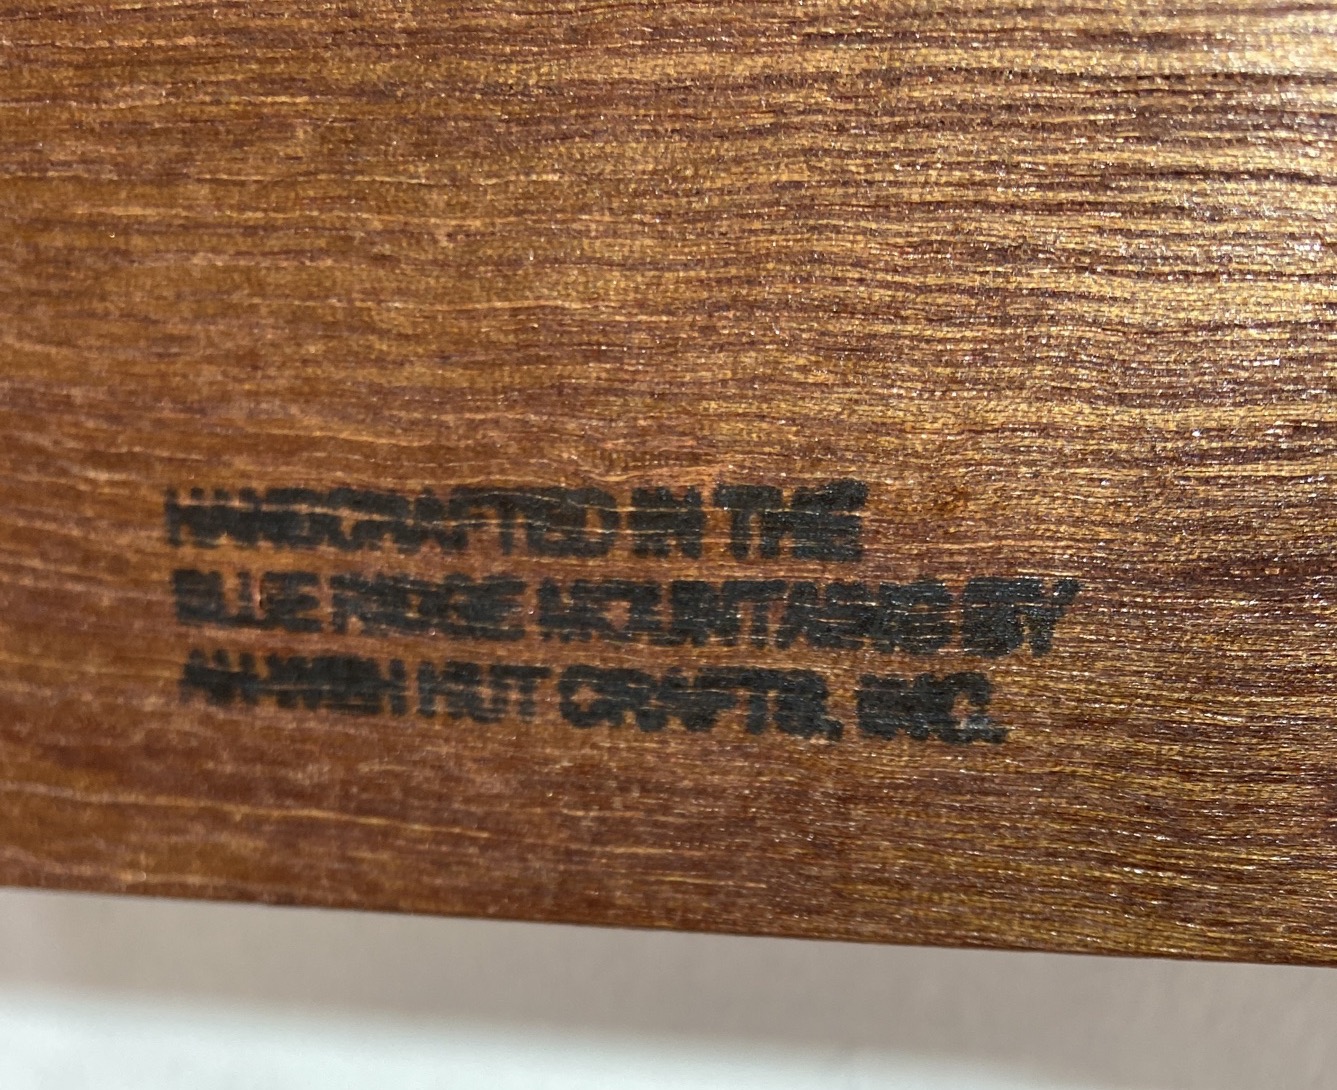 HANDCRAFTED IN THE
BLUE RIDGE MOUNTAINS BY
HUT CRAFTS, INC.